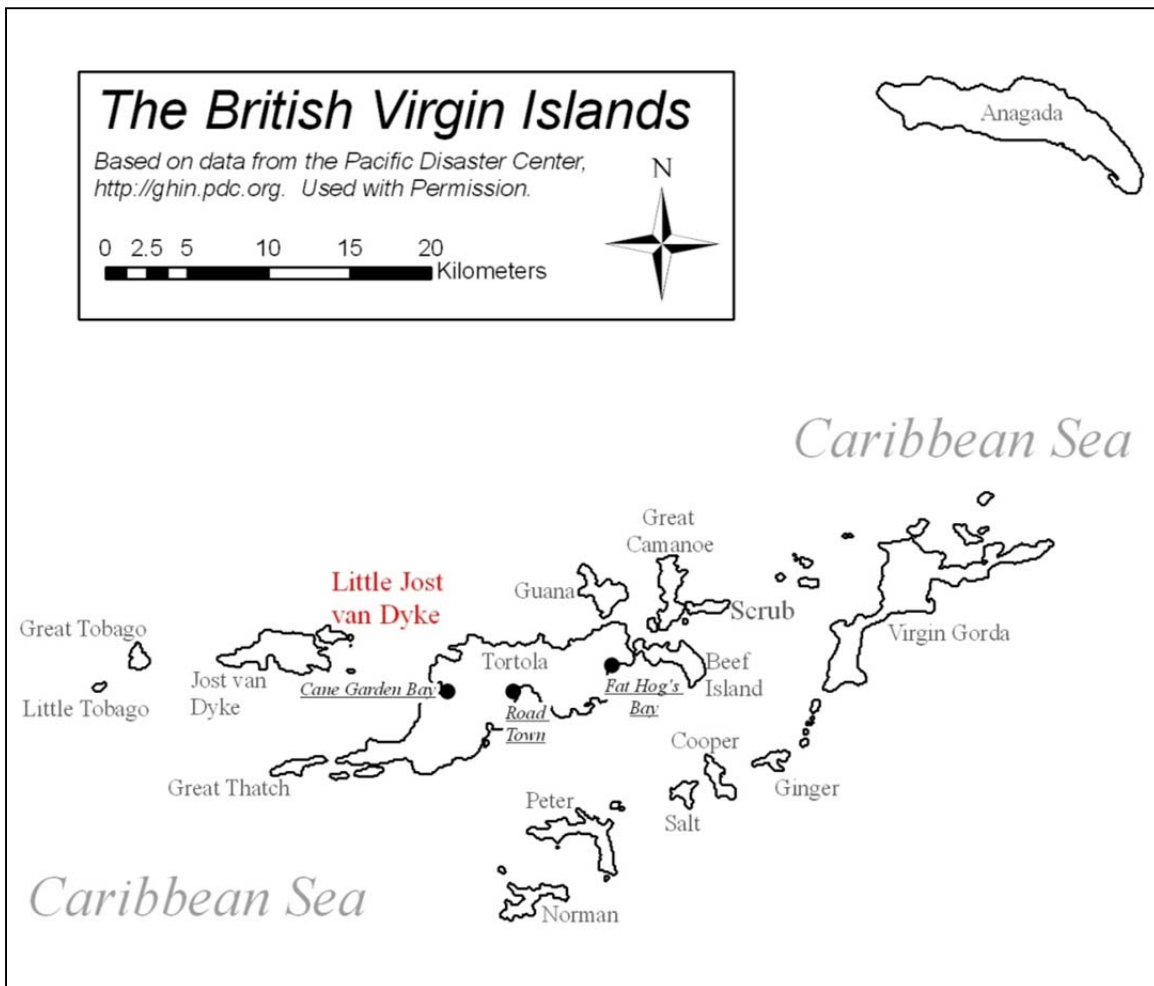 The British Virgin Islands
Based on data from the Pacific Disaster Center,
http://ghin.pdc.org. Used with Permission.
N
0 2.5 5 10 15 20
Kilometers
Anagada
Caribbean Sea
Great
Camanoe
Little Jost
van Dyke
Guana
Scrub
Great Tobago
Virgin Gorda
Tortola
Beef
Island
Jost van
Dyke
Cane Garden Bay
Fat Hog's
Bay
Little Tobago
Road
Town
Cooper
Great Thatch
Ginger
Peter
Salt
Caribbean Sea
Norman